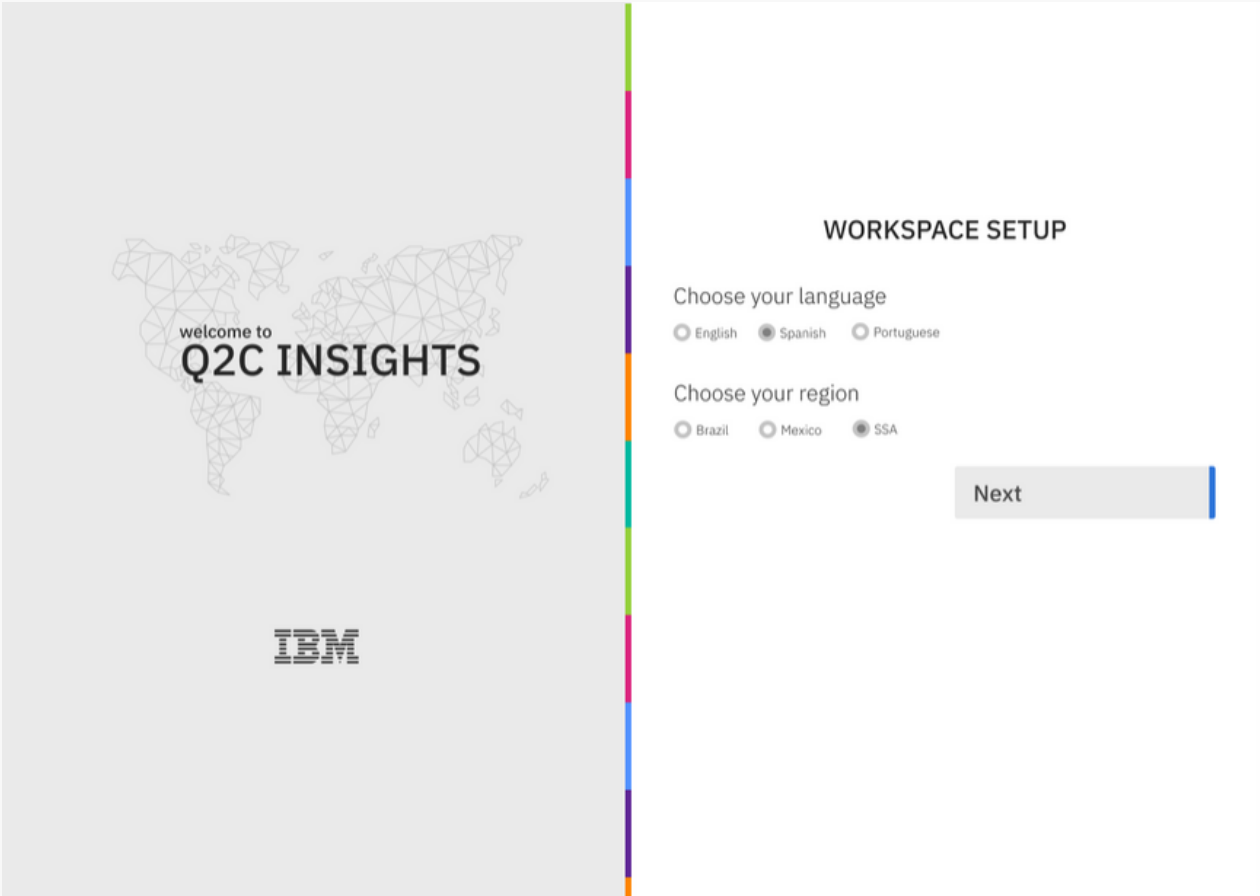 welcome to
Q2C INSIGHTS
IBM
WORKSPACE SETUP
Choose your language
English Spanish Portuguese
Choose your region
Brazil Mexico SSA
Next